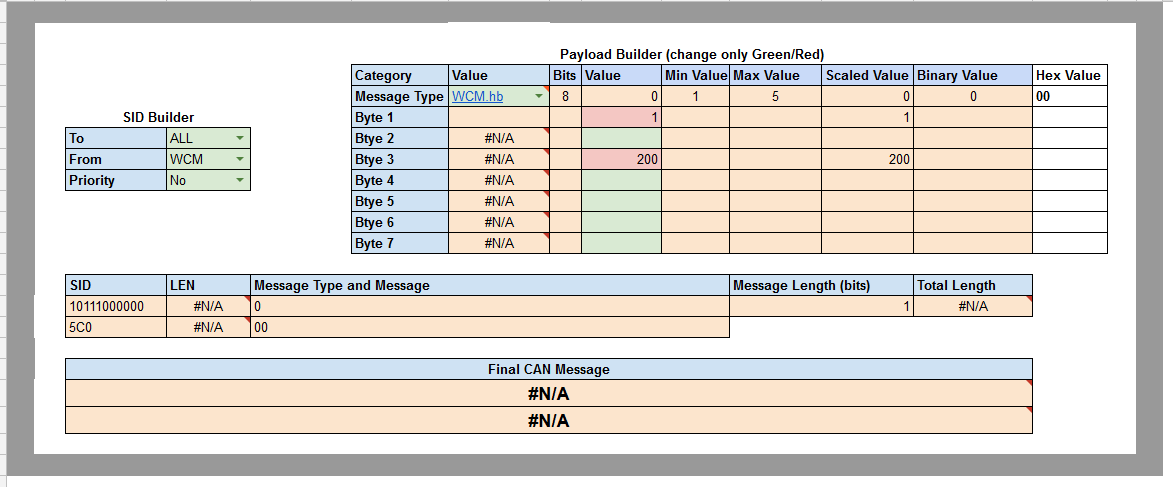 Payload Builder (change only Green/Red)
Category Value Bits Value Min Value Max Value Scaled Value Binary Value Hex Value
Message Type WCM.hb 8 0 1 5 0 0 00
SID Builder
Byte 1 1 1
To ALL
Btye 2 #N/A
From WCM
Btye 3 #N/A 200 200
Priority No
Byte 4 #N/A
Btye 5 #N/A
Btye 6 #N/A
Byte 7 #N/A
SID LEN Message Type and Message Message Length (bits) Total Length
10111000000 #N/A 0 1 #N/A
5C0 #N/A 00
Final CAN Message
#N/A
#N/A